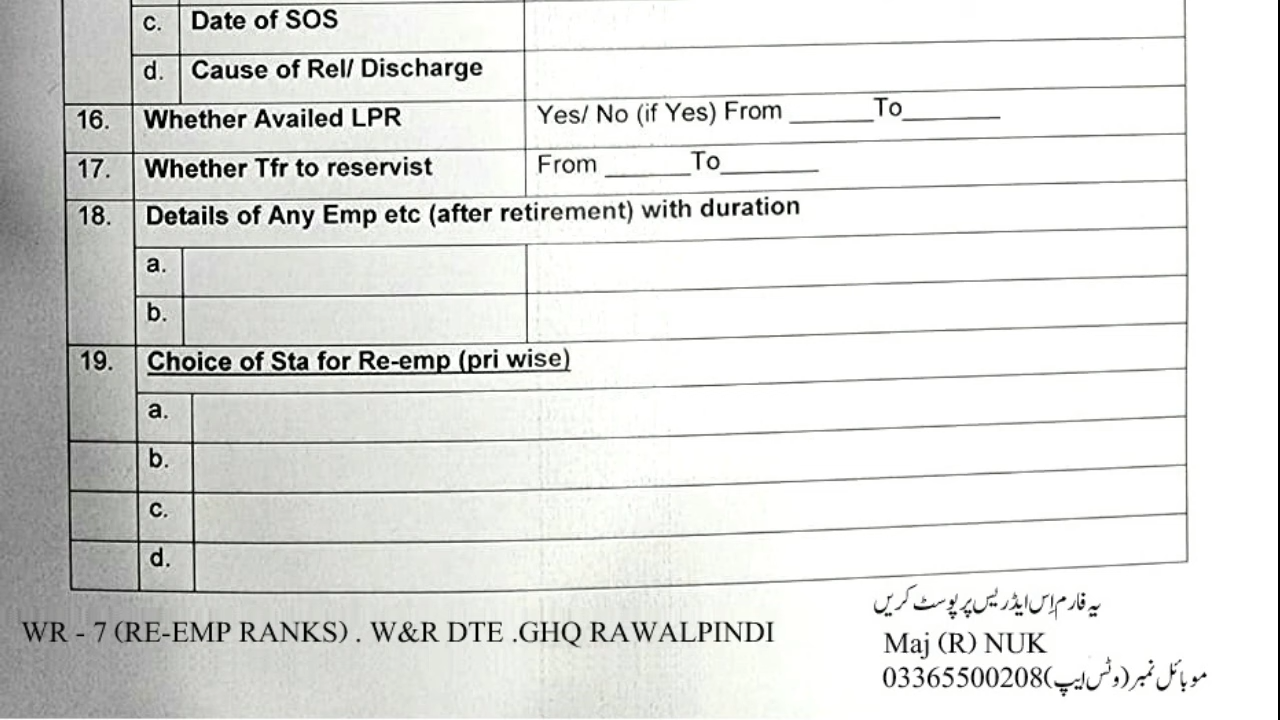 c. Date of SOS
d. Cause of Rel/ Discharge
16. Whether Availed LPR Yes/ No (if Yes) From ______To_______
17. Whether Tfr to reservist From ______To_______
18. Details of Any Emp etc (after retirement) with duration
a.
b.
19. Choice of Sta for Re-emp (pri wise)
a.
b.
c.
d.
یہ فارم اِس ایڈریس پر پوسٹ کریں
WR - 7 (RE-EMP RANKS) . W&R DTE .GHQ RAWALPINDI
Maj (R) NUK
موبائل نمبر(وٹس ایپ)03365500208